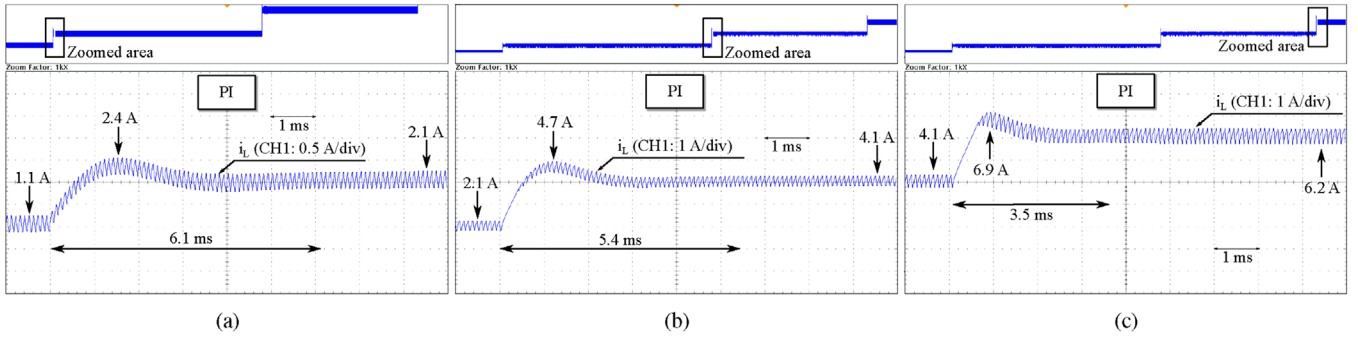 Zoomed area
Zoom Factor: 1kX
PI
2.4 A
1 ms
2.1 A
iL (CH1: 0.5 A/div)
1.1 A
6.1 ms
(a)
Zoomed area
Zoom Factor: 1kX
PI
4.7 A
1 ms
4.1 A
iL (CH1: 1 A/div)
2.1 A
5.4 ms
(b)
Zoomed area
Zoom Factor: 1kX
PI
iL (CH1: 1 A/div)
4.1 A
6.9 A
6.2 A
3.5 ms
1 ms
(c)